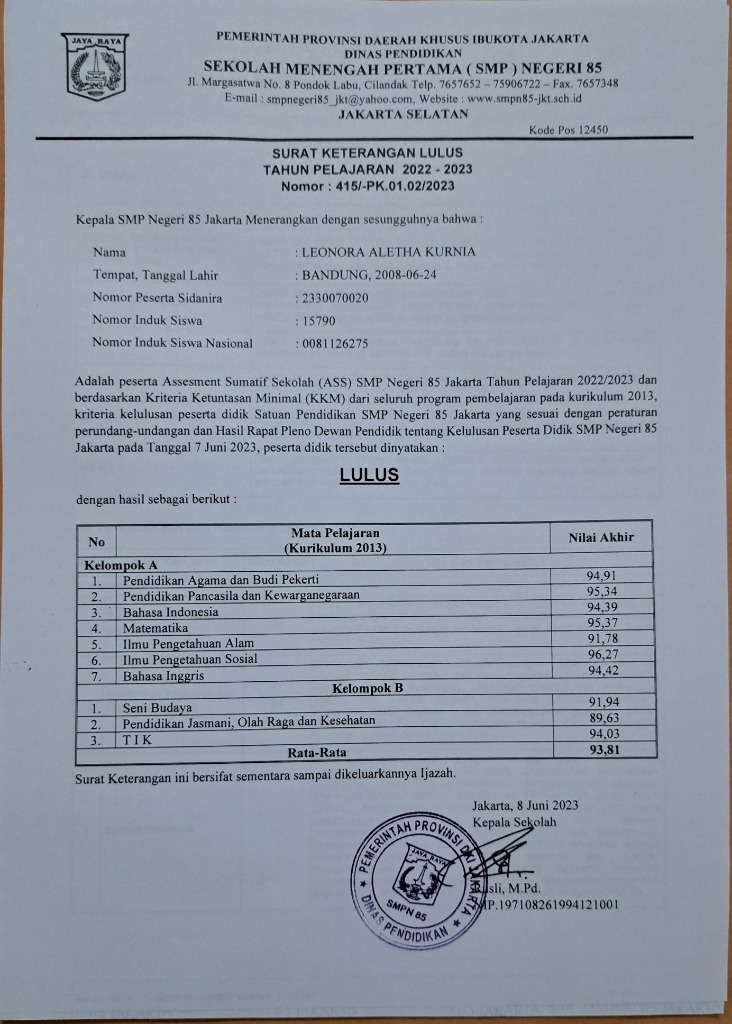 JAYA RAYA
PEMERINTAH PROVINSI DAERAH KHUSUS IBUKOTA JAKARTA
DINAS PENDIDIKAN
SEKOLAH MENENGAH PERTAMA ( SMP ) NEGERI 85
Jl. Margasatwa No. 8 Pondok Labu, Cilandak Telp. 7657652 – 75906722 – Fax. 7657348
E-mail : smpnegeri85_jkt@yahoo.com, Website : www.smpn85-jkt.sch.id
JAKARTA SELATAN
Kode Pos 12450
SURAT KETERANGAN LULUS
TAHUN PELAJARAN 2022 - 2023
Nomor : 415/-PK.01.02/2023
Kepala SMP Negeri 85 Jakarta Menerangkan dengan sesungguhnya bahwa :
Nama : LEONORA ALETHA KURNIA
Tempat, Tanggal Lahir : BANDUNG, 2008-06-24
Nomor Peserta Sidanira : 2330070020
Nomor Induk Siswa : 15790
Nomor Induk Siswa Nasional : 0081126275
Adalah peserta Assesment Sumatif Sekolah (ASS) SMP Negeri 85 Jakarta Tahun Pelajaran 2022/2023 dan
berdasarkan Kriteria Ketuntasan Minimal (KKM) dari seluruh program pembelajaran pada kurikulum 2013,
kriteria kelulusan peserta didik Satuan Pendidikan SMP Negeri 85 Jakarta yang sesuai dengan peraturan
perundang-undangan dan Hasil Rapat Pleno Dewan Pendidik tentang Kelulusan Peserta Didik SMP Negeri 85
Jakarta pada Tanggal 7 Juni 2023, peserta didik tersebut dinyatakan :
LULUS
dengan hasil sebagai berikut :
No Mata Pelajaran Nilai Akhir
(Kurikulum 2013)
Kelompok A
1. Pendidikan Agama dan Budi Pekerti 94,91
2. Pendidikan Pancasila dan Kewarganegaraan 95,34
3. Bahasa Indonesia 94,39
4. Matematika 95,37
5. Ilmu Pengetahuan Alam 91,78
6. Ilmu Pengetahuan Sosial 96,27
7. Bahasa Inggris 94,42
Kelompok B
1. Seni Budaya 91,94
2. Pendidikan Jasmani, Olah Raga dan Kesehatan 89,63
3. T I K 94,03
Rata-Rata 93,81
Surat Keterangan ini bersifat sementara sampai dikeluarkannya Ijazah.
Jakarta, 8 Juni 2023
Kepala Sekolah
PEMERINTAH PROVINSI DKI JAKARTA
JAYA RAYA
SMPN 85
DINAS PENDIDIKAN
M.Pd.
197108261994121001